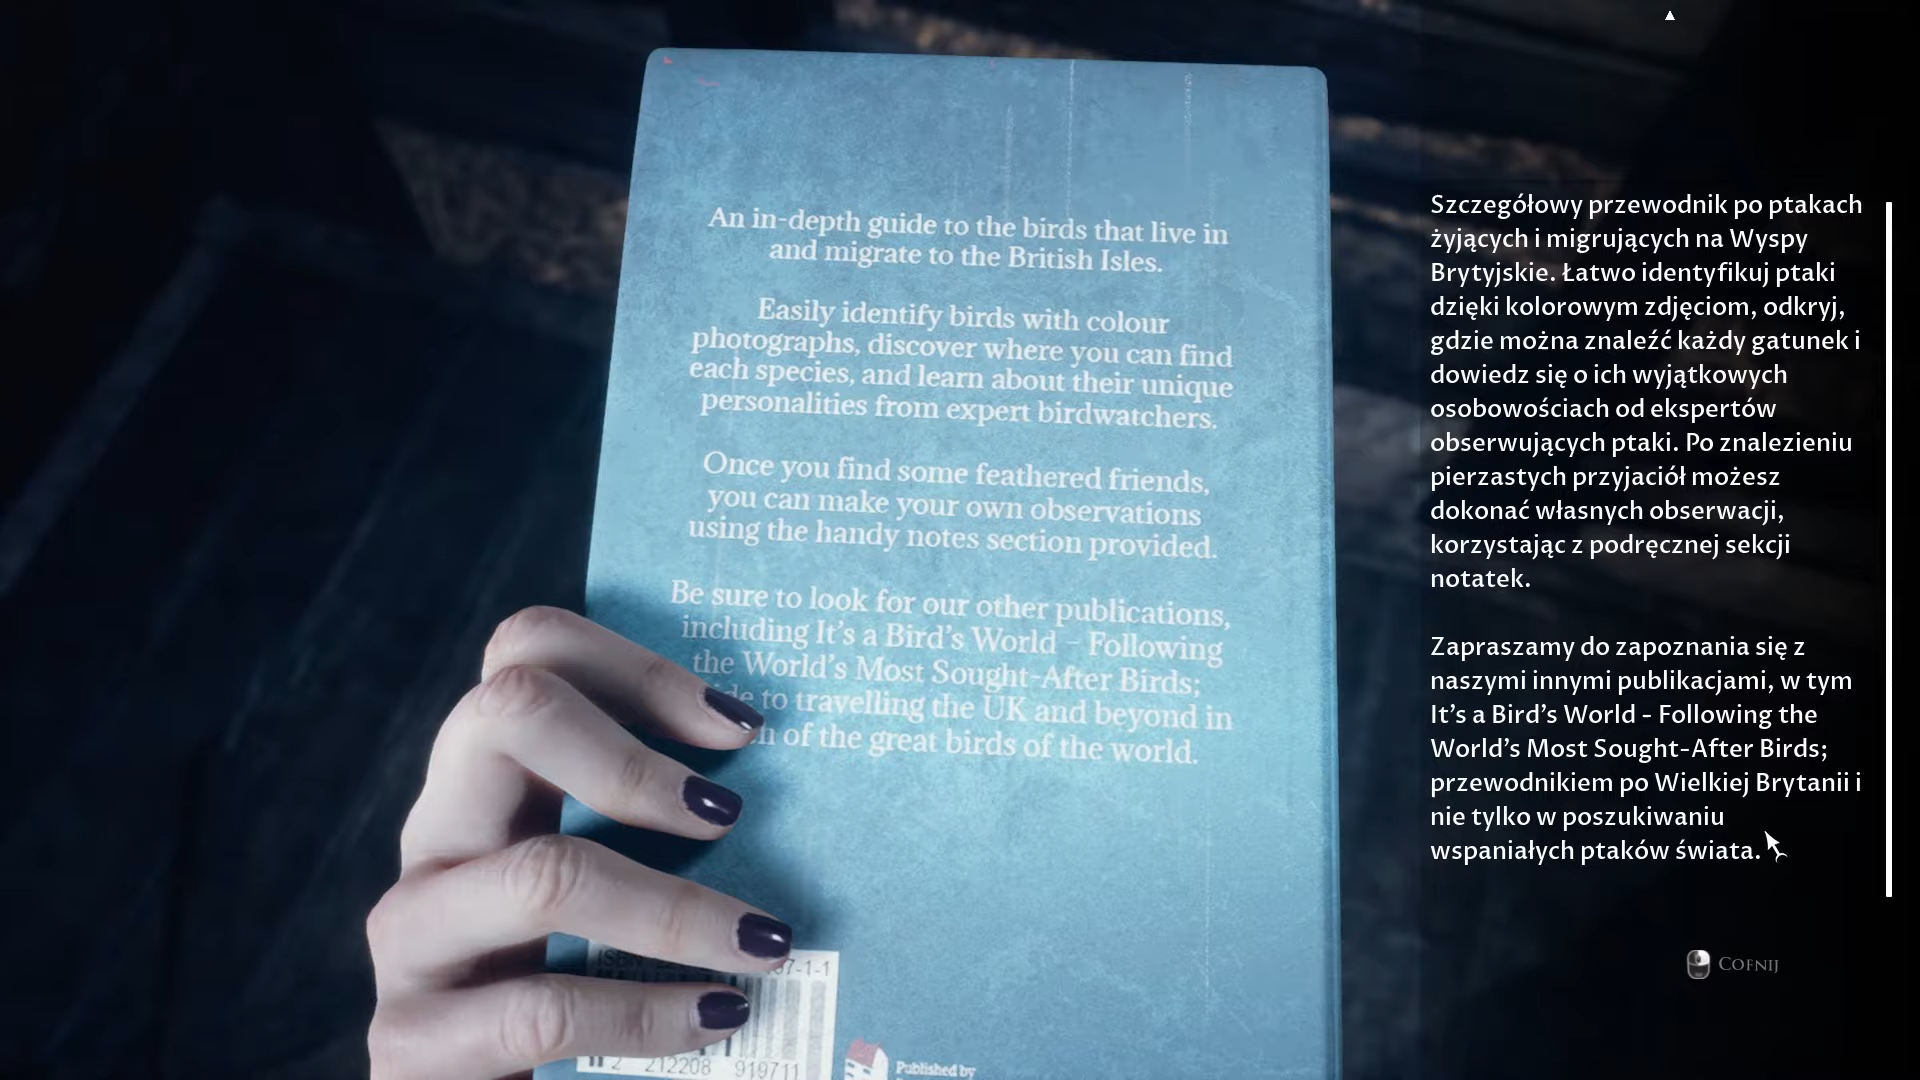 An in-depth guide to the birds that live in
and migrate to the British Isles.
Easily identify birds with colour
photographs, discover where you can find
each species, and learn about their unique
personalities from expert birdwatchers.
Once you find some feathered friends,
you can make your own observations
using the handy notes section provided.
Be sure to look for our other publications,
including It's a Bird's World – Following
the World's Most Sought-After Birds;
to travelling the UK and beyond in
of the great birds of the world.
ISBN
2 212208 919711
Published by
Szczegółowy przewodnik po ptakach
żyjących i migrujących na Wyspy
Brytyjskie. Łatwo identyfikuj ptaki
dzięki kolorowym zdjęciom, odkryj,
gdzie można znaleźć każdy gatunek i
dowiedz się o ich wyjątkowych
osobowościach od ekspertów
obserwujących ptaki. Po znalezieniu
pierzastych przyjaciół możesz
dokonać własnych obserwacji,
korzystając z podręcznej sekcji
notatek.
Zapraszamy do zapoznania się z
naszymi innymi publikacjami, w tym
It's a Bird's World - Following the
World's Most Sought-After Birds;
przewodnikiem po Wielkiej Brytanii i
nie tylko w poszukiwaniu
wspaniałych ptaków świata.
Cofnij